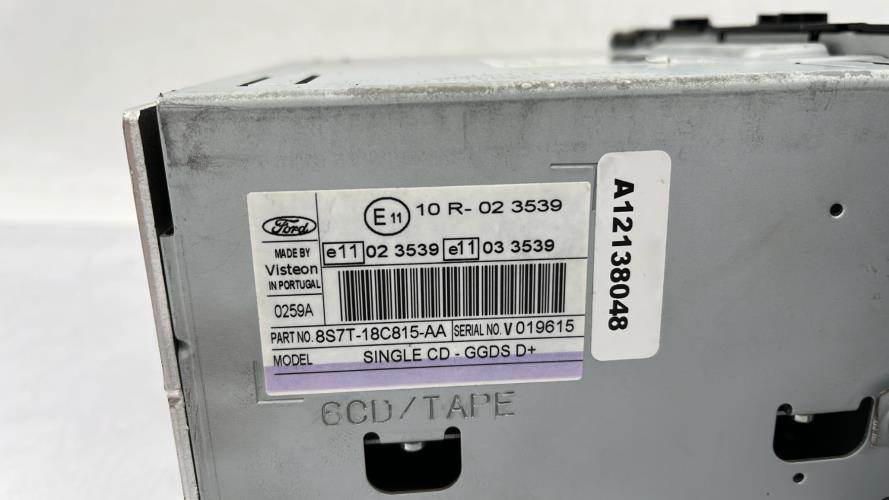 Ford
E11 10 R- 02 3539
MADE BY
Visteon
IN PORTUGAL
e11 02 3539 e11 03 3539
0259A
PART NO. 8S7T-18C815-AA SERIAL NO. V 019615
MODEL SINGLE CD - GGDS D+
A12138048
6CD/TAPE